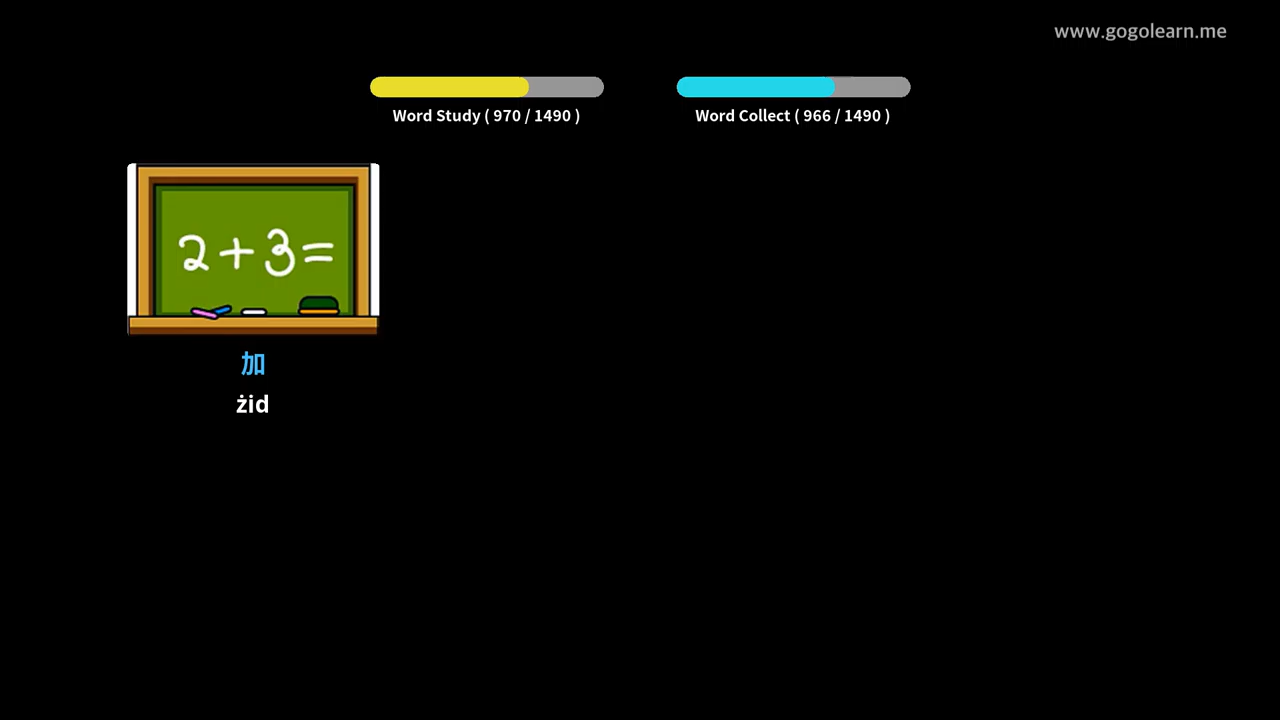 www.gogolearn.me
Word Study ( 970 / 1490 )
Word Collect ( 966 / 1490 )
2+3=
加
żid